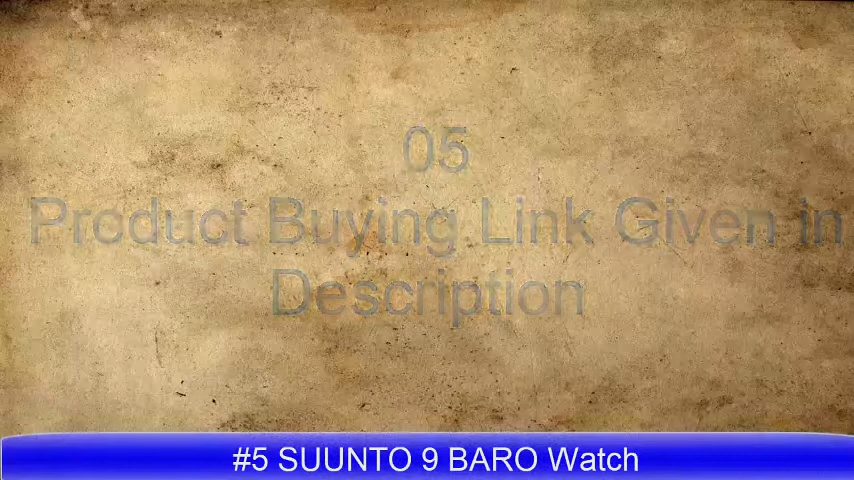 05
Product Buying Link Given in
Description
#5 SUUNTO 9 BARO Watch